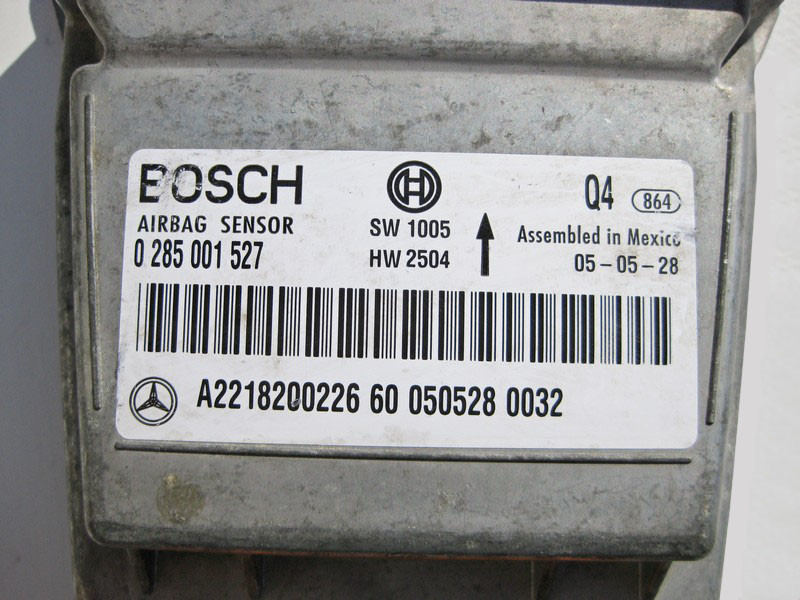 BOSCH
AIRBAG SENSOR
0 285 001 527
SW 1005
HW 2504
Q4 864
Assembled in Mexico
05-05-28
A2218200226 60 050528 0032